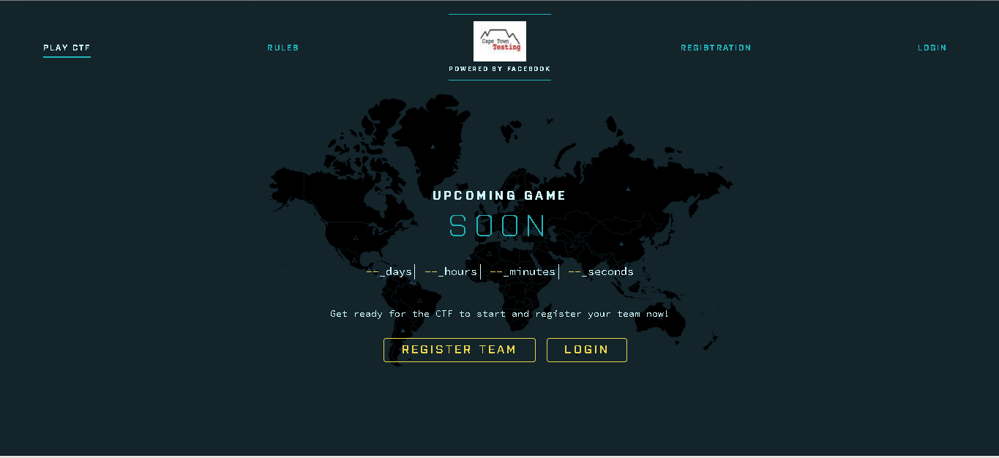 PLAY CTF
RULES
Cape Town
Testing
POWERED BY FACEBOOK
REGISTRATION
LOGIN
UPCOMING GAME
SOON
--_days| --_hours| --_minutes| --_seconds
Get ready for the CTF to start and register your team now!
REGISTER TEAM
LOGIN